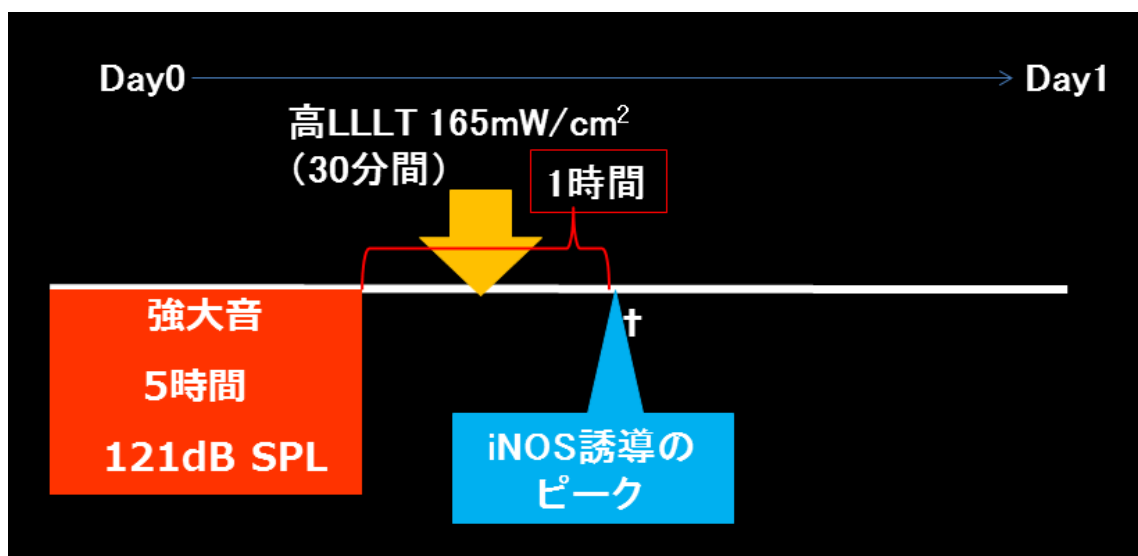 Day0
Day1
高LLLT 165mW/cm²
(30分間)
1時間
強大音
5時間
121dB SPL
†
iNOS誘導の
ピーク